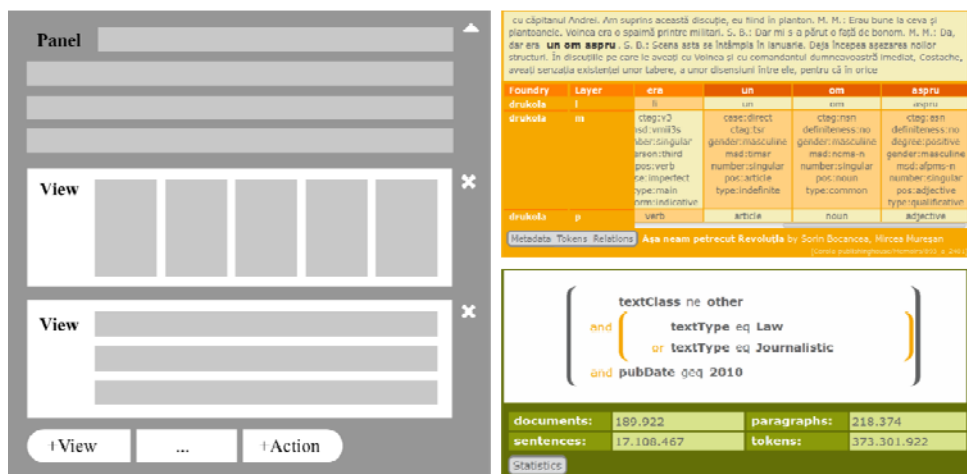 Panel
View
View
+View
...
+Action
cu căpitanul Andrei. Am suprins această discuție, eu fiind în planton. M. M.: Erau bune la ceva și
plantoanele. Voinea era o spaimă printre militari. S. B.: Dar mi s-a părut o față de bonom. M. M.: Da,
dar era un om aspru. S. B.: Scena asta se întâmpla în ianuarie. Deja începea așezarea noilor
structuri. În discuțiile pe care le aveați cu Voinea și cu comandantul dumneavoastră imediat, Costache,
aveați senzația existenței unor tabere, a unor disensiuni între ele, pentru că în orice
Foundry Layer era un om aspru
drukola l fi un om aspru
drukola m ctag:v3 case:direct ctag:nsn ctag:asn
msd:vmii3s ctag:tsr definiteness:no definiteness:no
mber:singular gender:masculine gender:masculine degree:positive
erson:third msd:timsr msd:ncms-n gender:masculine
pos:verb number:singular number:singular msd:afpms-n
se:imperfect pos:article pos:noun number:singular
type:main type:indefinite type:common pos:adjective
orm:indicative type:qualificative
drukola p verb article noun adjective
Metadata Tokens Relations Așa neam petrecut Revoluția by Sorin Bocancea, Mircea Mureșan
textClass ne other
and textType eq Law
or textType eq Journalistic
and pubDate geq 2010
documents: 189.922 paragraphs: 218.374
sentences: 17.108.467 tokens: 373.301.922
Statistics